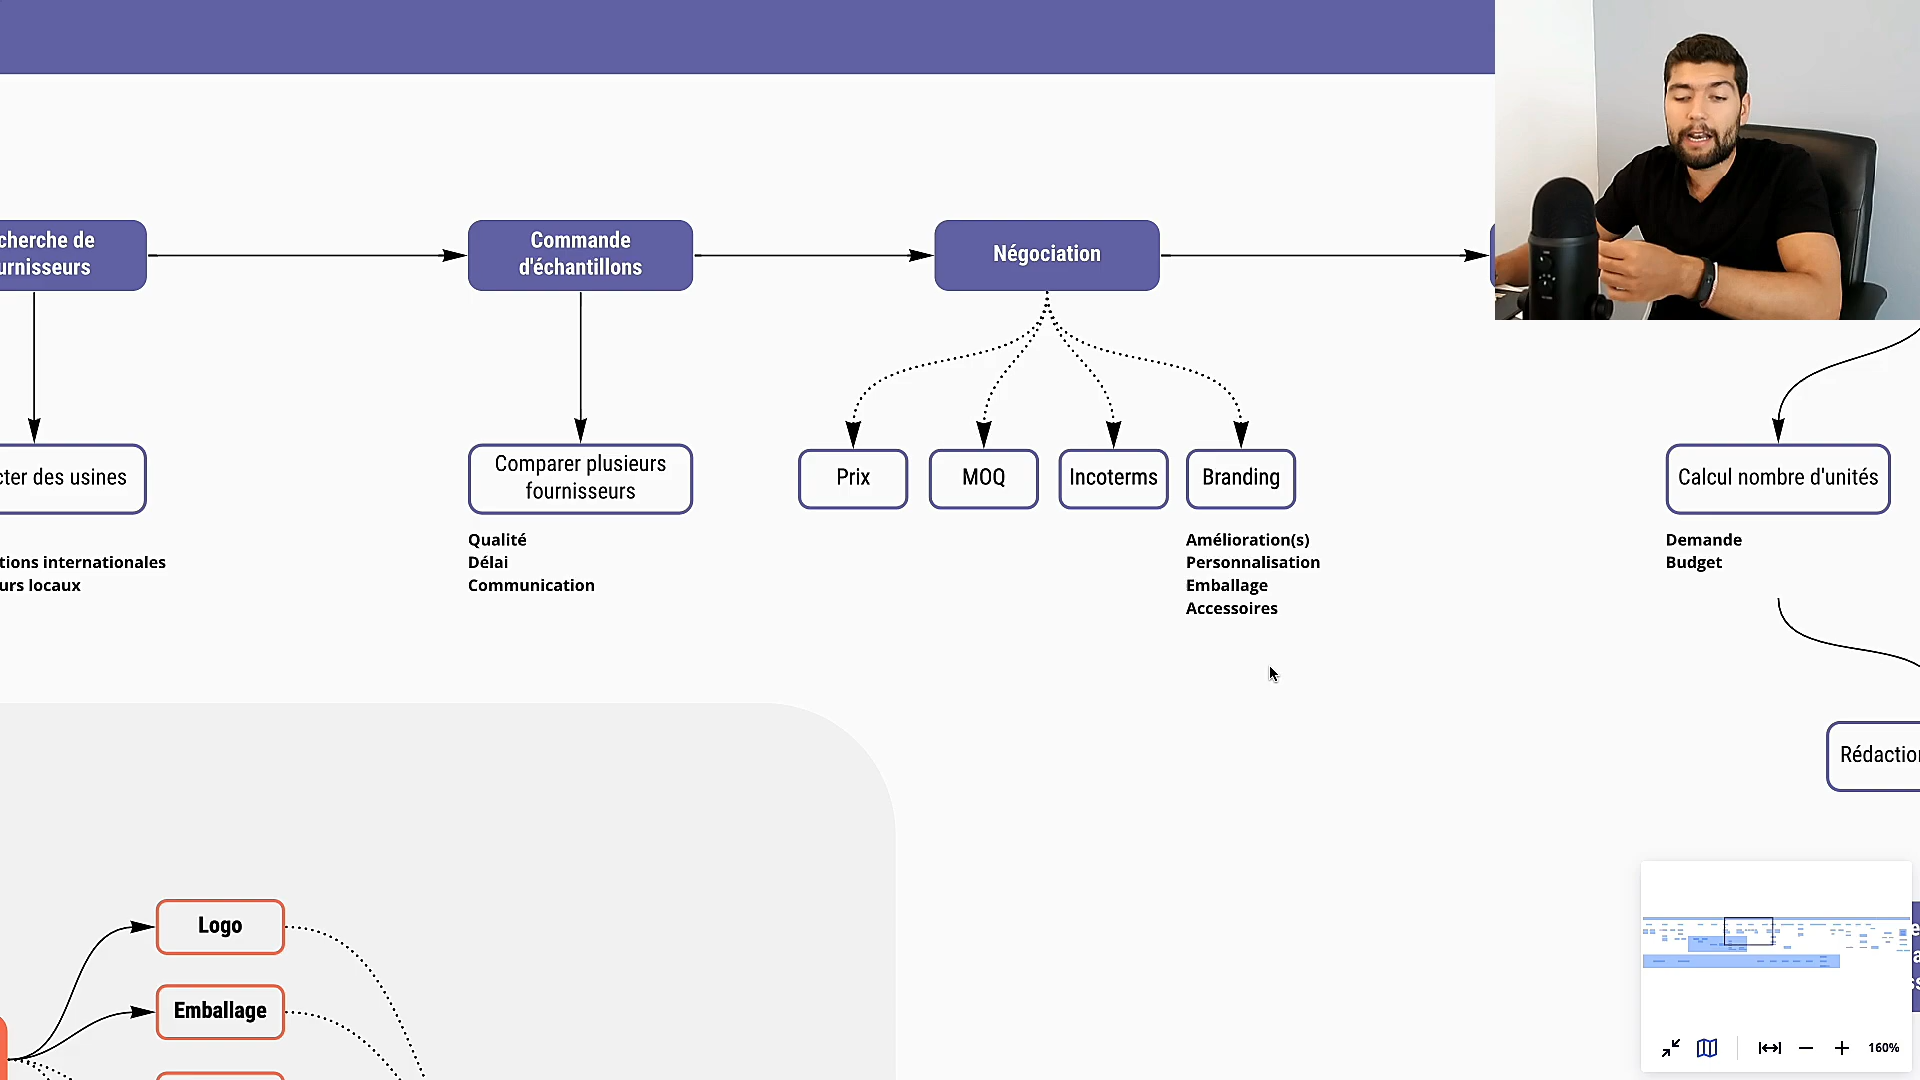 cherche de
urnisseurs
Commande
d'échantillons
Négociation
cter des usines
Comparer plusieurs
fournisseurs
Prix
MOQ
Incoterms
Branding
Calcul nombre d'unités
tions internationales
urs locaux
Qualité
Délai
Communication
Amélioration(s)
Personnalisation
Emballage
Accessoires
Demande
Budget
Rédaction
Logo
Emballage
160%